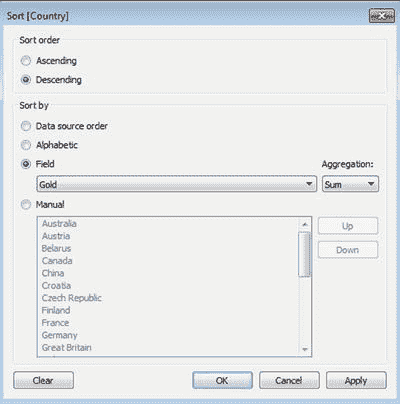 Sort [Country]
Sort order
Ascending
Descending
Sort by
Data source order
Alphabetic
Field
Aggregation:
Gold
Sum
Manual
Australia
Austria
Belarus
Canada
China
Croatia
Czech Republic
Finland
France
Germany
Great Britain
Up
Down
Clear
OK
Cancel
Apply